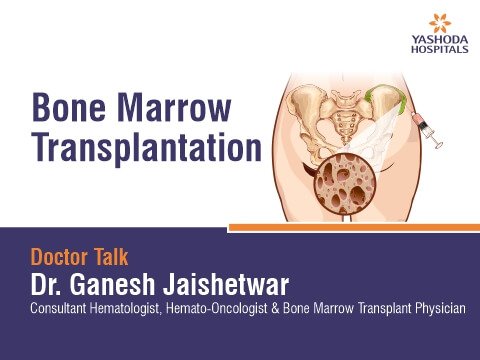 YASHODA
HOSPITALS
Bone Marrow
Transplantation
Doctor Talk
Dr. Ganesh Jaishetwar
Consultant Hematologist, Hemato-Oncologist & Bone Marrow Transplant Physician